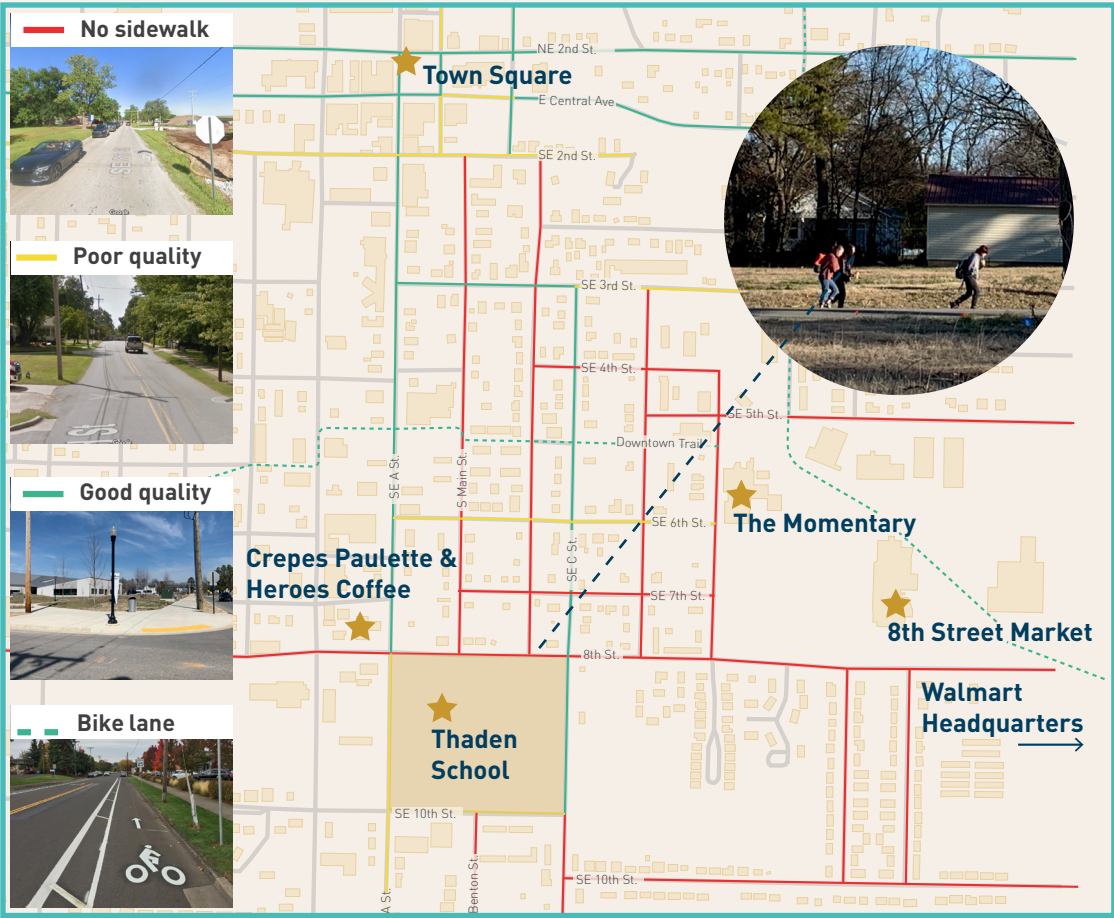 No sidewalk
Google
Poor quality
Google
Good quality
Bike lane
NE 2nd St.
Town Square
E Central Ave
SE 2nd St.
SE 3rd St.
SE 4th St.
SE 5th St.
Downtown Trail
SE A St.
S Main St.
The Momentary
SE 6th St.
SE C St.
Crepes Paulette &
Heroes Coffee
SE 7th St.
8th Street Market
8th St.
Walmart
Headquarters
Thaden
School
SE 10th St.
A St.
Benton St.
SE 10th St.